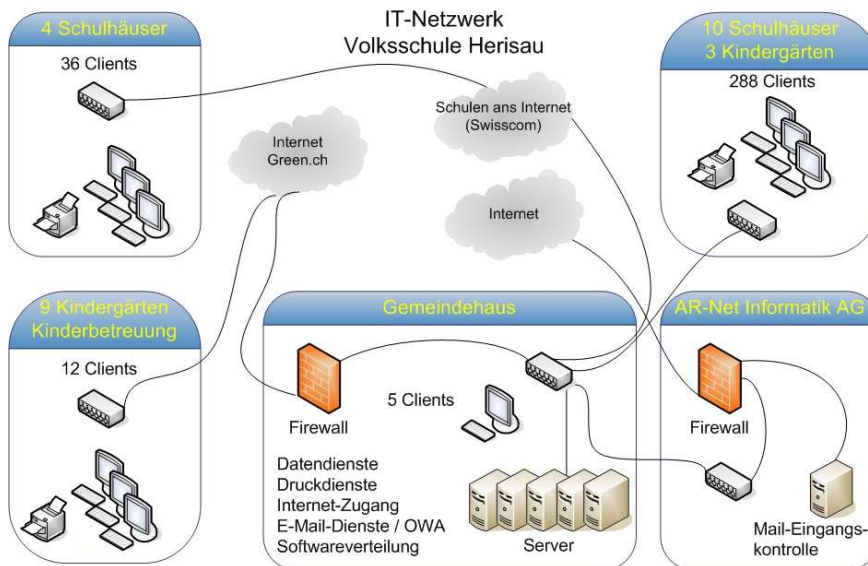 IT-Netzwerk
Volksschule Herisau
4 Schulhäuser
36 Clients
Internet
Green.ch
Schulen ans Internet
(Swisscom)
Internet
10 Schulhäuser
3 Kindergärten
288 Clients
9 Kindergärten
Kinderbetreuung
12 Clients
Gemeindehaus
Firewall
5 Clients
Datendienste
Druckdienste
Internet-Zugang
E-Mail-Dienste / OWA
Softwareverteilung
Server
AR-Net Informatik AG
Firewall
Mail-Eingangs-
kontrolle